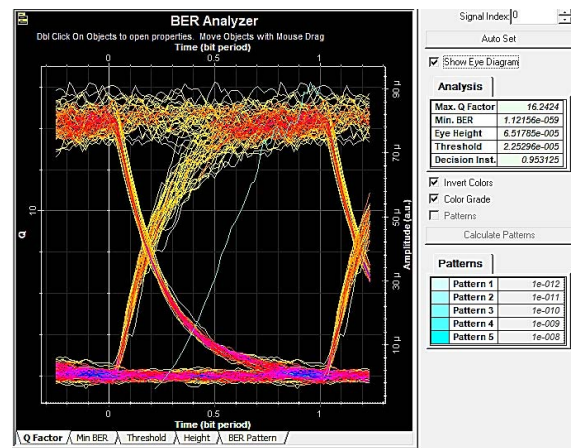 BER Analyzer
Dbl Click On Objects to open properties. Move Objects with Mouse Drag
Time (bit period)
0 0.5 1
Q
10
90 µ
70 µ
50 µ
30 µ
10 µ
Amplitude (a.u.)
0 0.5 1
Time (bit period)
Q Factor Min BER Threshold Height BER Pattern
Signal Index: 0
Auto Set
Show Eye Diagram
Analysis
Max. Q Factor 16.2424
Min. BER 1.12156e-059
Eye Height 6.51785e-005
Threshold 2.25296e-005
Decision Inst. 0.953125
Invert Colors
Color Grade
Patterns
Calculate Patterns
Patterns
Pattern 1 1e-012
Pattern 2 1e-011
Pattern 3 1e-010
Pattern 4 1e-009
Pattern 5 1e-008